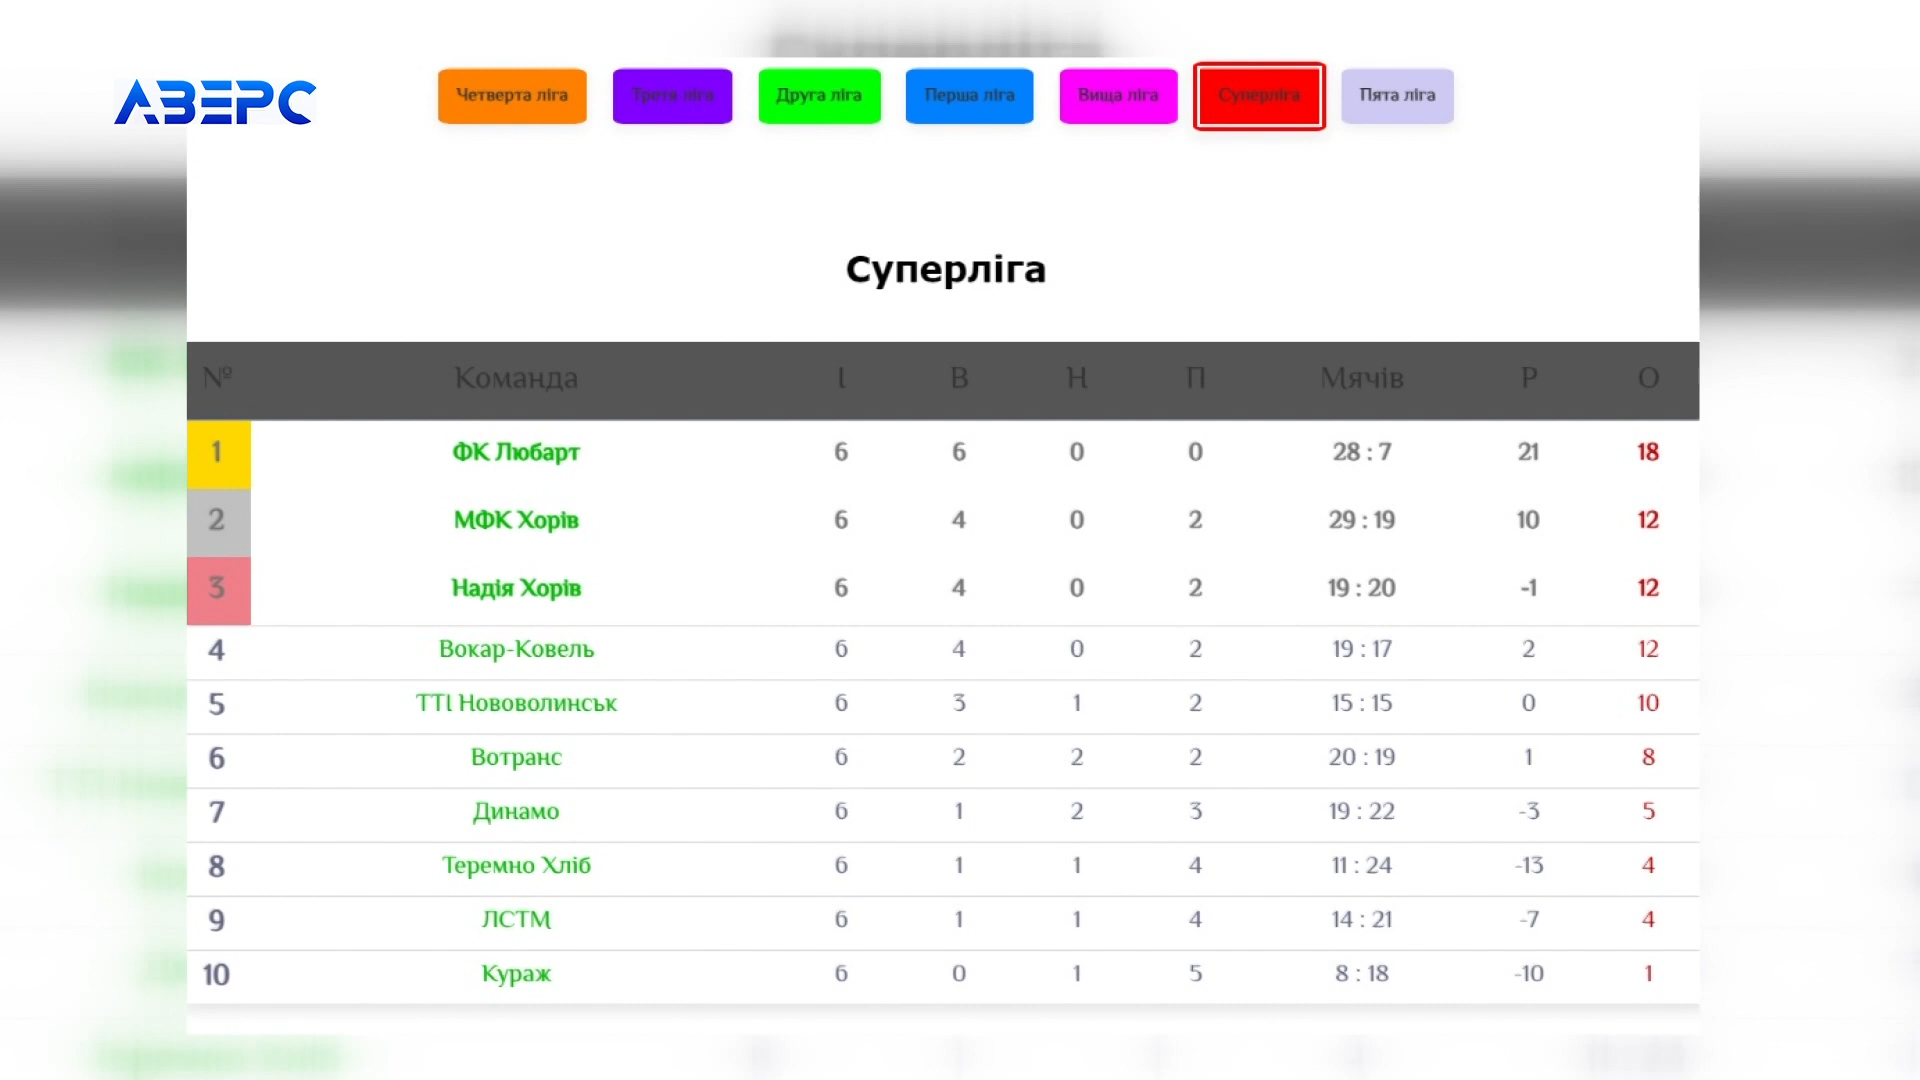 АВЕРС
Четверта ліга Третя ліга Друга ліга Перша ліга Вища ліга Суперліга Пята ліга
Суперліга
№ Команда І В Н П Мячів Р О
1 ФК Любарт 6 6 0 0 28 : 7 21 18
2 МФК Хорів 6 4 0 2 29 : 19 10 12
3 Надія Хорів 6 4 0 2 19 : 20 -1 12
4 Вокар-Ковель 6 4 0 2 19 : 17 2 12
5 ТТІ Нововолинськ 6 3 1 2 15 : 15 0 10
6 Вотранс 6 2 2 2 20 : 19 1 8
7 Динамо 6 1 2 3 19 : 22 -3 5
8 Теремно Хліб 6 1 1 4 11 : 24 -13 4
9 ЛСТМ 6 1 1 4 14 : 21 -7 4
10 Кураж 6 0 1 5 8 : 18 -10 1